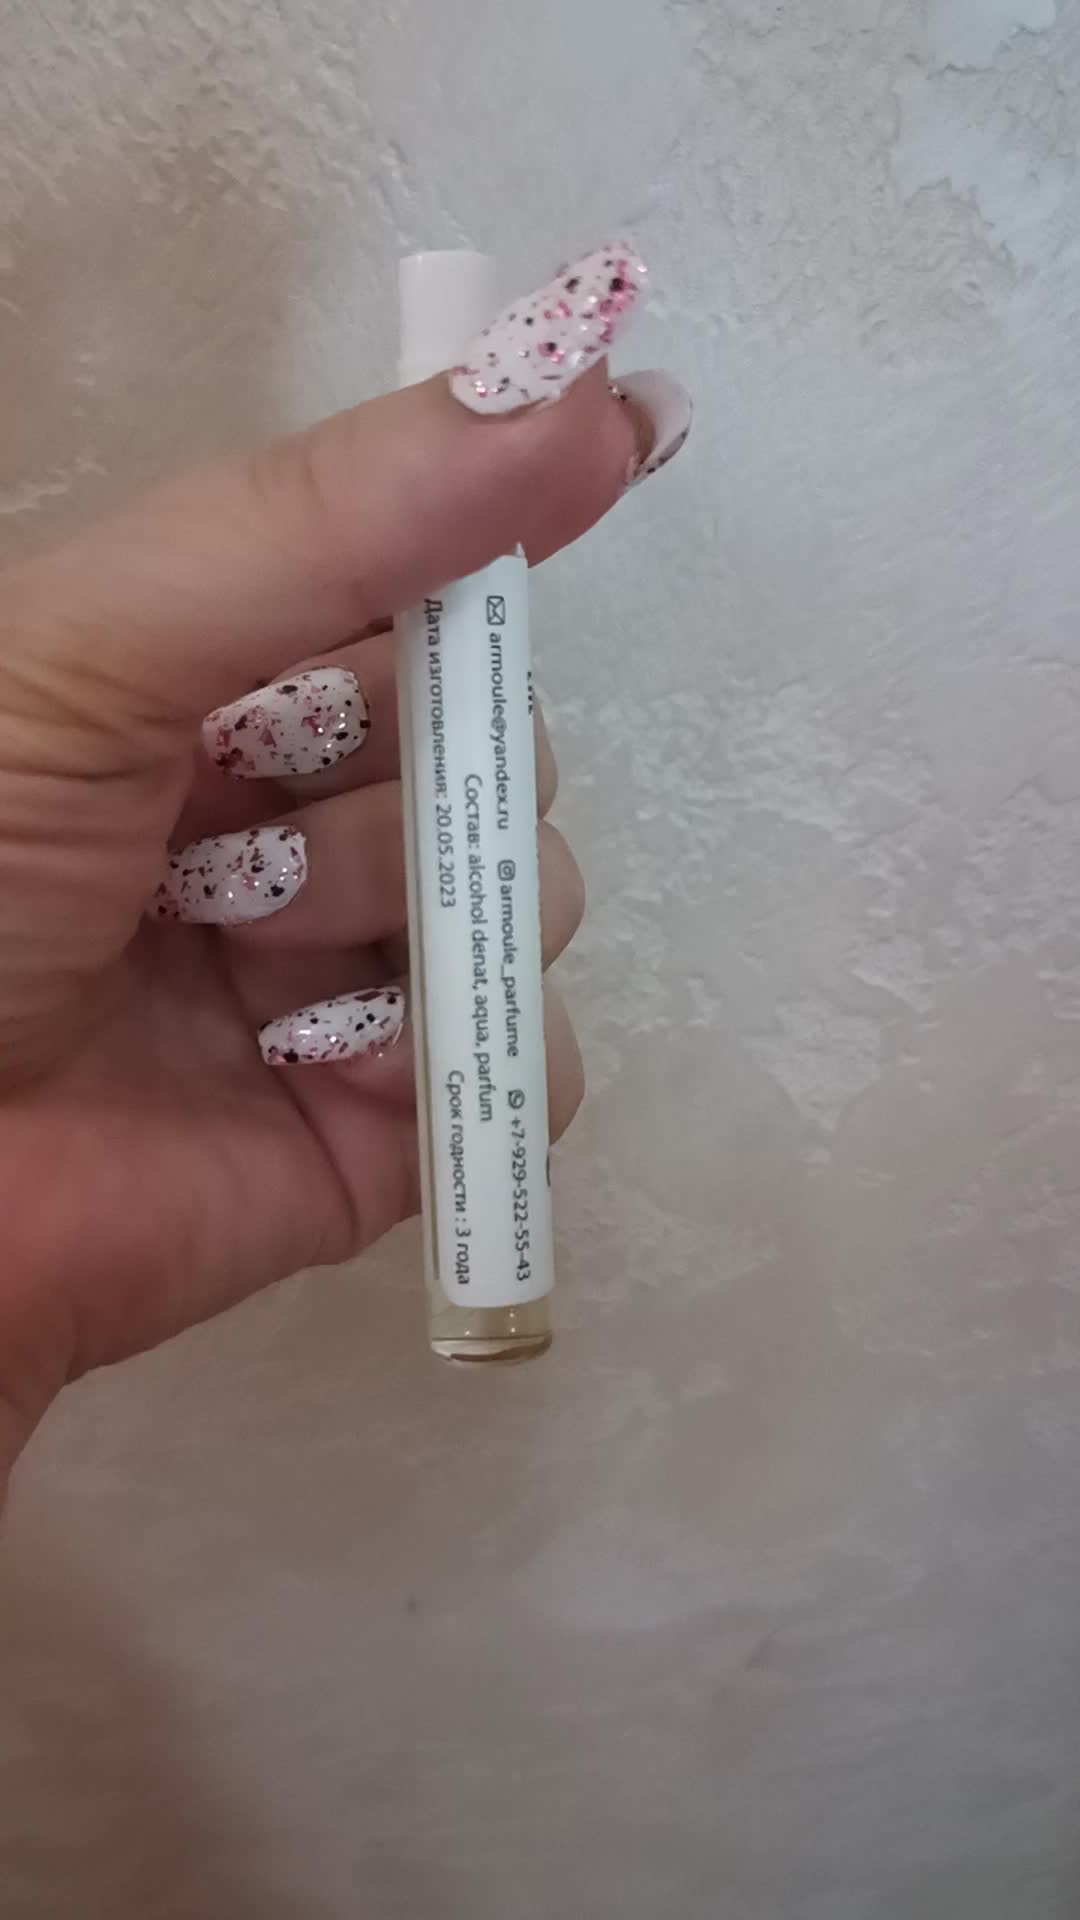 armoule@yandex.ru armoule_parfume +7-929-522-55-43
Состав: alcohol denat, aqua, parfum
Дата изготовления: 20.05.2023 Срок годности : 3 года